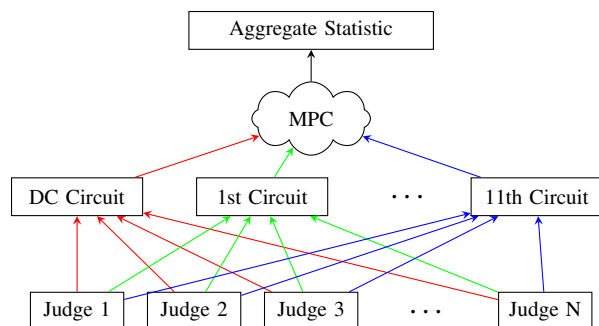 Aggregate Statistic
MPC
DC Circuit 1st Circuit ... 11th Circuit
Judge 1 Judge 2 Judge 3 ... Judge N